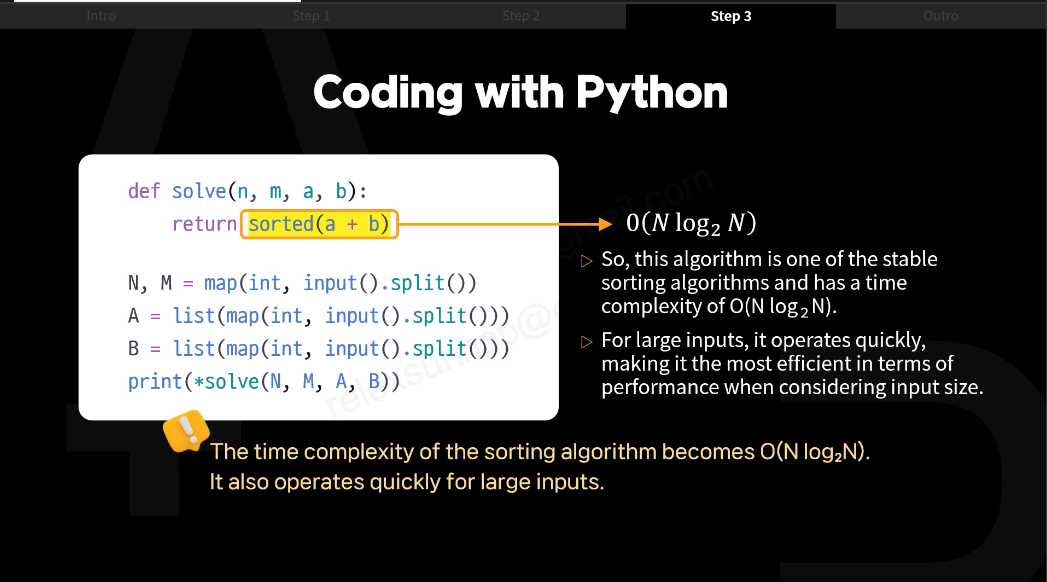 Intro
Step 1
Step 2
Step 3
Outro
Coding with Python
def solve(n, m, a, b):
    return sorted(a + b)
O(N log₂ N)
N, M = map(int, input().split())
A = list(map(int, input().split()))
B = list(map(int, input().split()))
print(*solve(N, M, A, B))
▷ So, this algorithm is one of the stable
sorting algorithms and has a time
complexity of O(N log₂N).
▷ For large inputs, it operates quickly,
making it the most efficient in terms of
performance when considering input size.
The time complexity of the sorting algorithm becomes O(N log₂N).
It also operates quickly for large inputs.